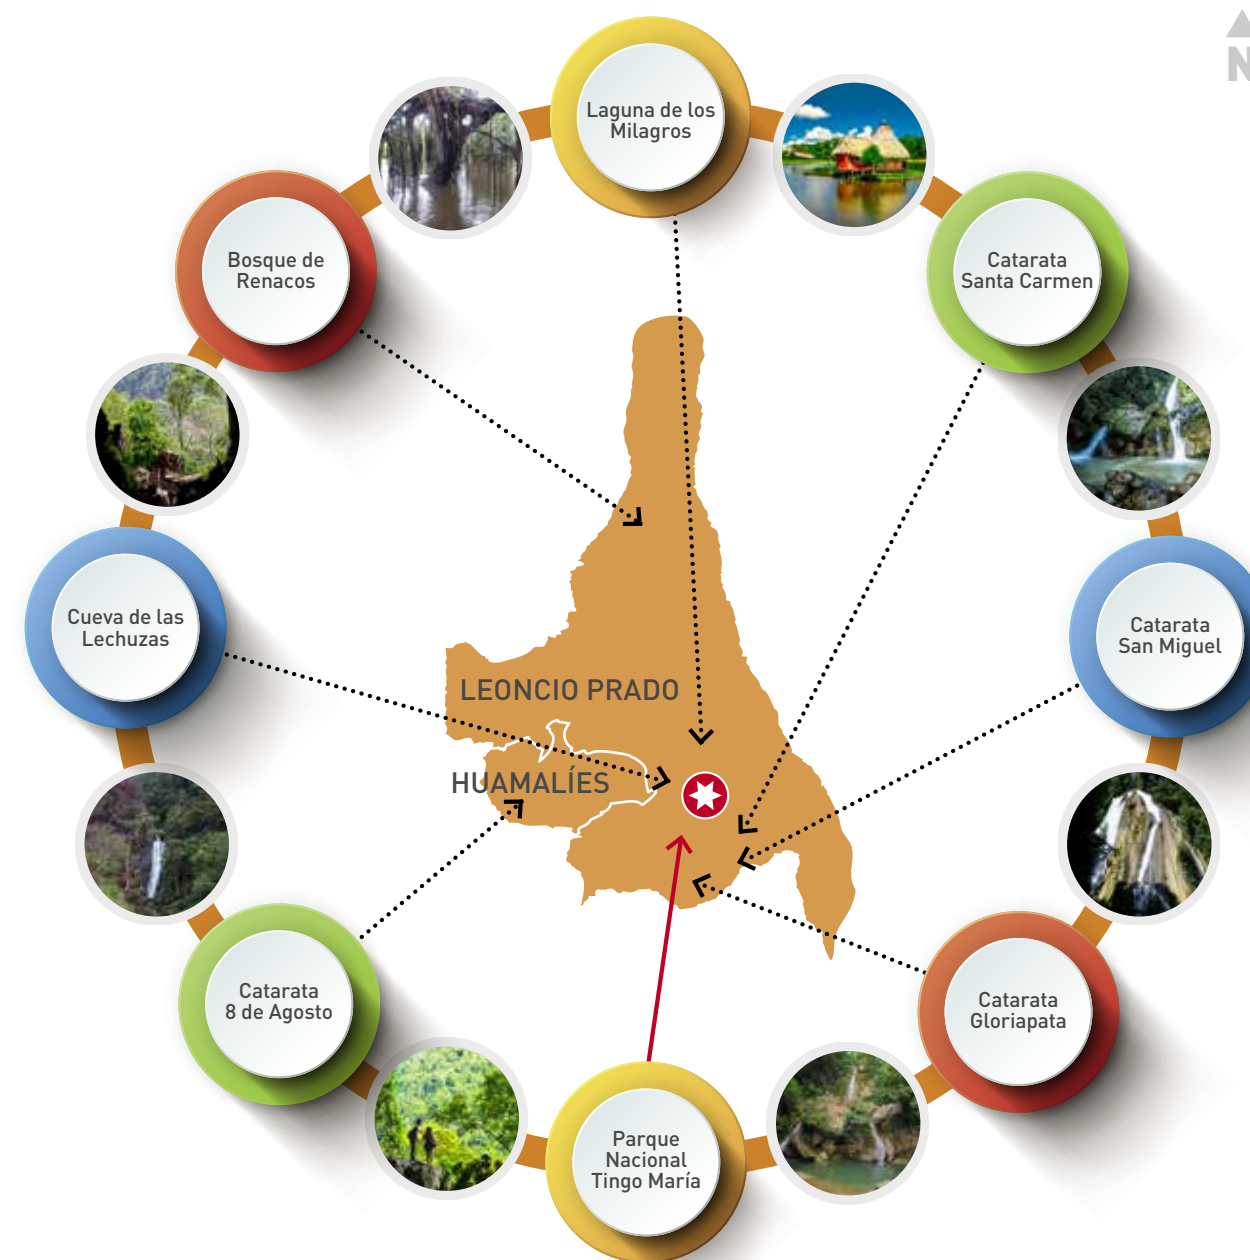 N
Laguna de los
Milagros
Bosque de
Renacos
Catarata
Santa Carmen
Cueva de las
Lechuzas
Catarata
San Miguel
LEONCIO PRADO
HUAMALÍES
Catarata
8 de Agosto
Catarata
Gloriapata
Parque
Nacional
Tingo María